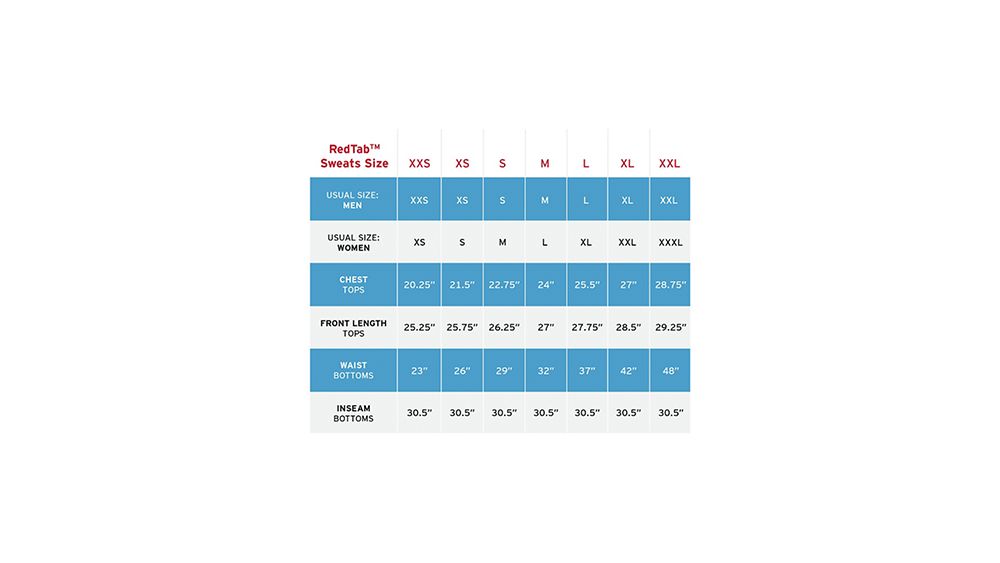 RedTab™
Sweats Size XXS XS S M L XL XXL
USUAL SIZE:
MEN XXS XS S M L XL XXL
USUAL SIZE:
WOMEN XS S M L XL XXL XXXL
CHEST
TOPS 20.25” 21.5” 22.75” 24” 25.5” 27” 28.75”
FRONT LENGTH
TOPS 25.25” 25.75” 26.25” 27” 27.75” 28.5” 29.25”
WAIST
BOTTOMS 23” 26” 29” 32” 37” 42” 48”
INSEAM
BOTTOMS 30.5” 30.5” 30.5” 30.5” 30.5” 30.5” 30.5”